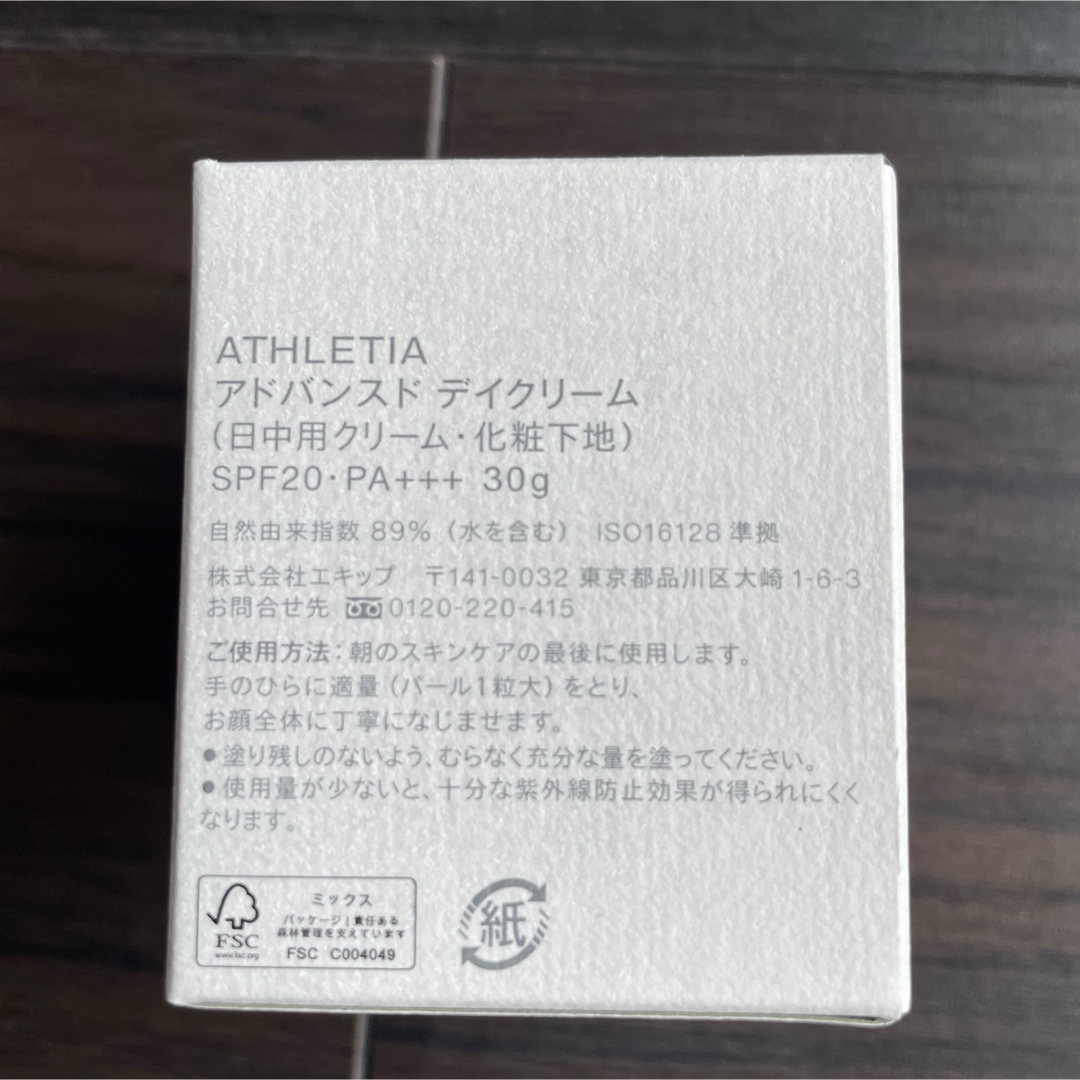 ATHLETIA
アドバンスド デイクリーム
（日中用クリーム・化粧下地）
SPF20・PA+++ 30g
自然由来指数 89%（水を含む） ISO16128 準拠
株式会社エキップ 〒141-0032 東京都品川区大崎 1-6-3
お問合せ先 0120-220-415
ご使用方法：朝のスキンケアの最後に使用します。
手のひらに適量（パール1粒大）をとり、
お顔全体に丁寧になじませます。
●塗り残しのないよう、むらなく充分な量を塗ってください。
●使用量が少ないと、十分な紫外線防止効果が得られにくく
なります。
FSC
www.fsc.org
ミックス
パッケージ｜責任ある
森林管理を支えています
FSC C004049
紙